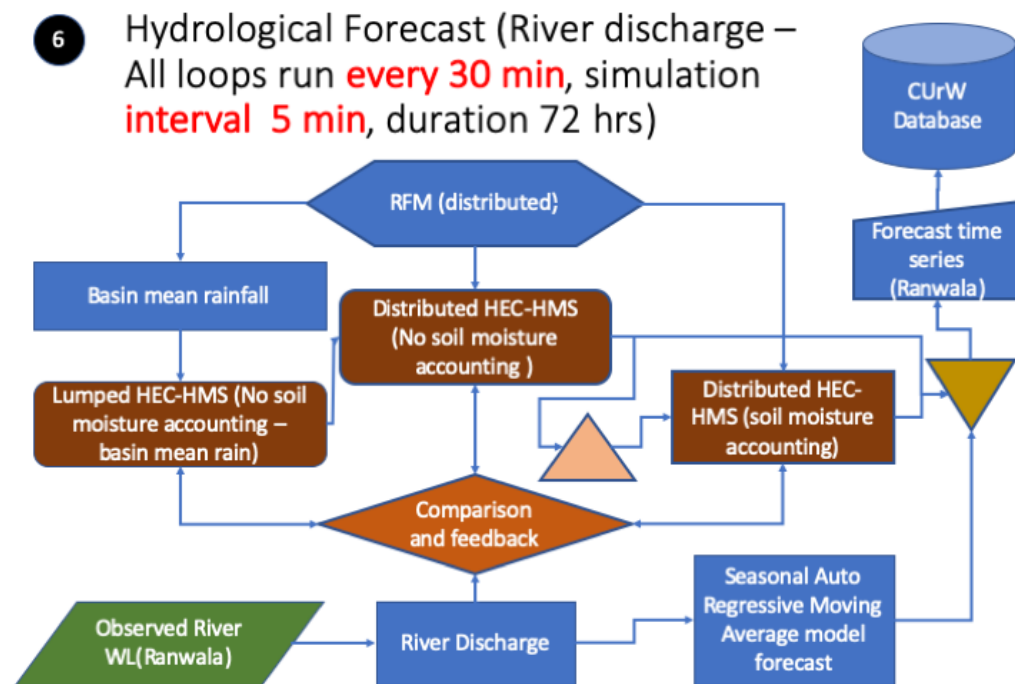 6
Hydrological Forecast (River discharge –
All loops run every 30 min, simulation
interval 5 min, duration 72 hrs)
CUrW
Database
RFM (distributed)
Forecast time
series
(Ranwala)
Basin mean rainfall
Distributed HEC-HMS
(No soil moisture
accounting )
Lumped HEC-HMS (No soil
moisture accounting –
basin mean rain)
Distributed HEC-
HMS (soil moisture
accounting)
Comparison
and feedback
Observed River
WL(Ranwala)
River Discharge
Seasonal Auto
Regressive Moving
Average model
forecast